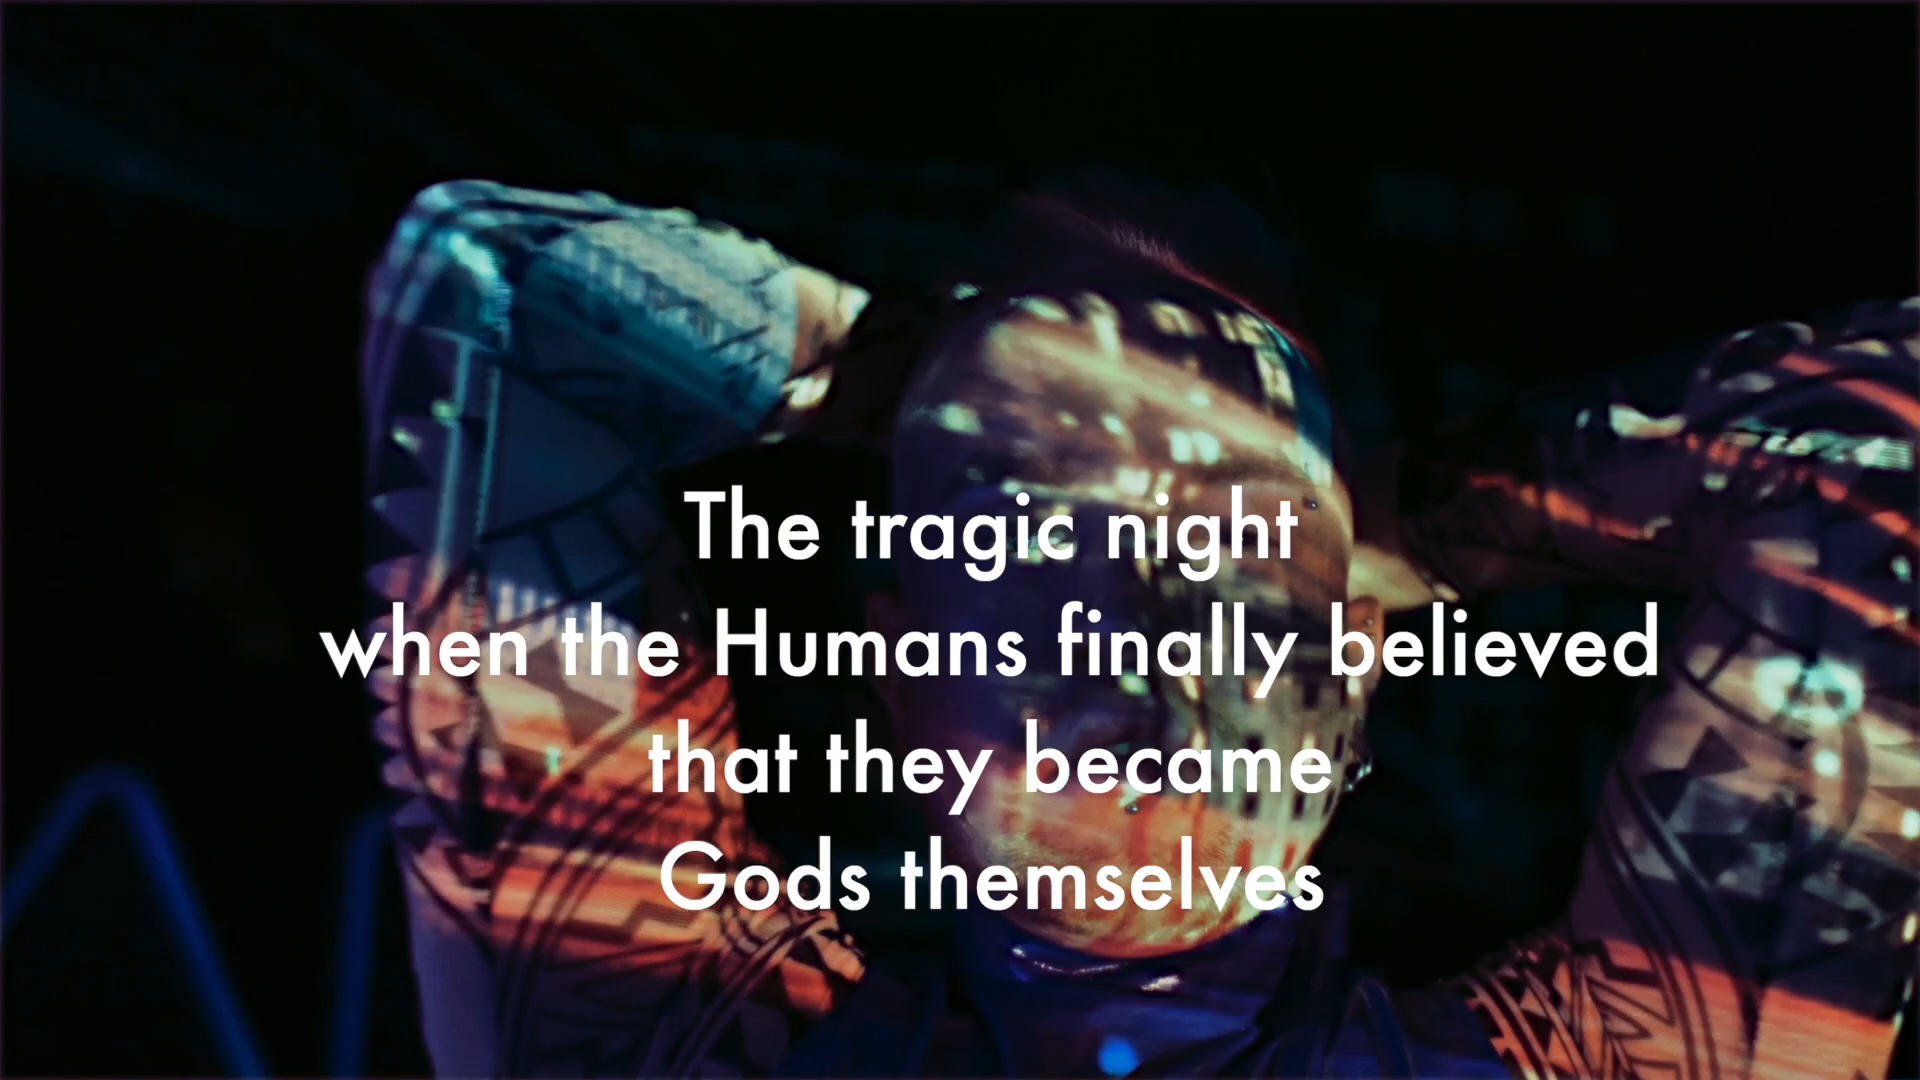 The tragic night
when the Humans finally believed
that they became
Gods themselves